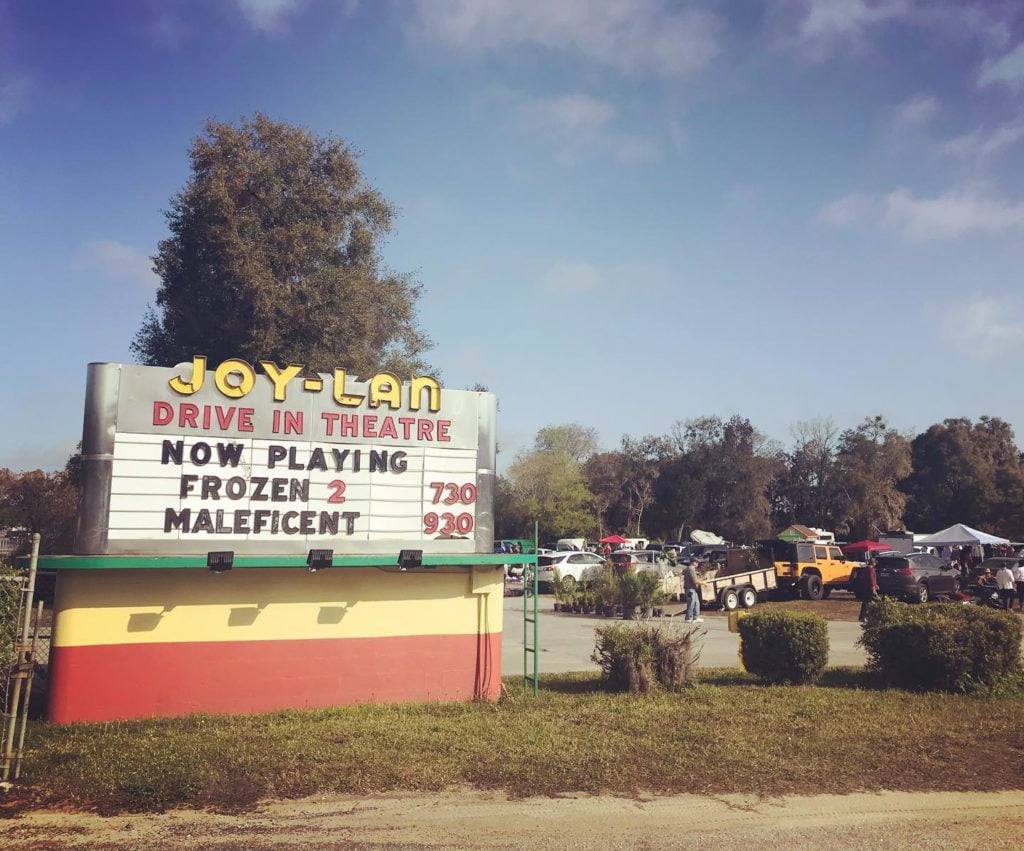 JOY-LAN
DRIVE IN THEATRE
NOW PLAYING
FROZEN 2 730
MALEFICENT 930